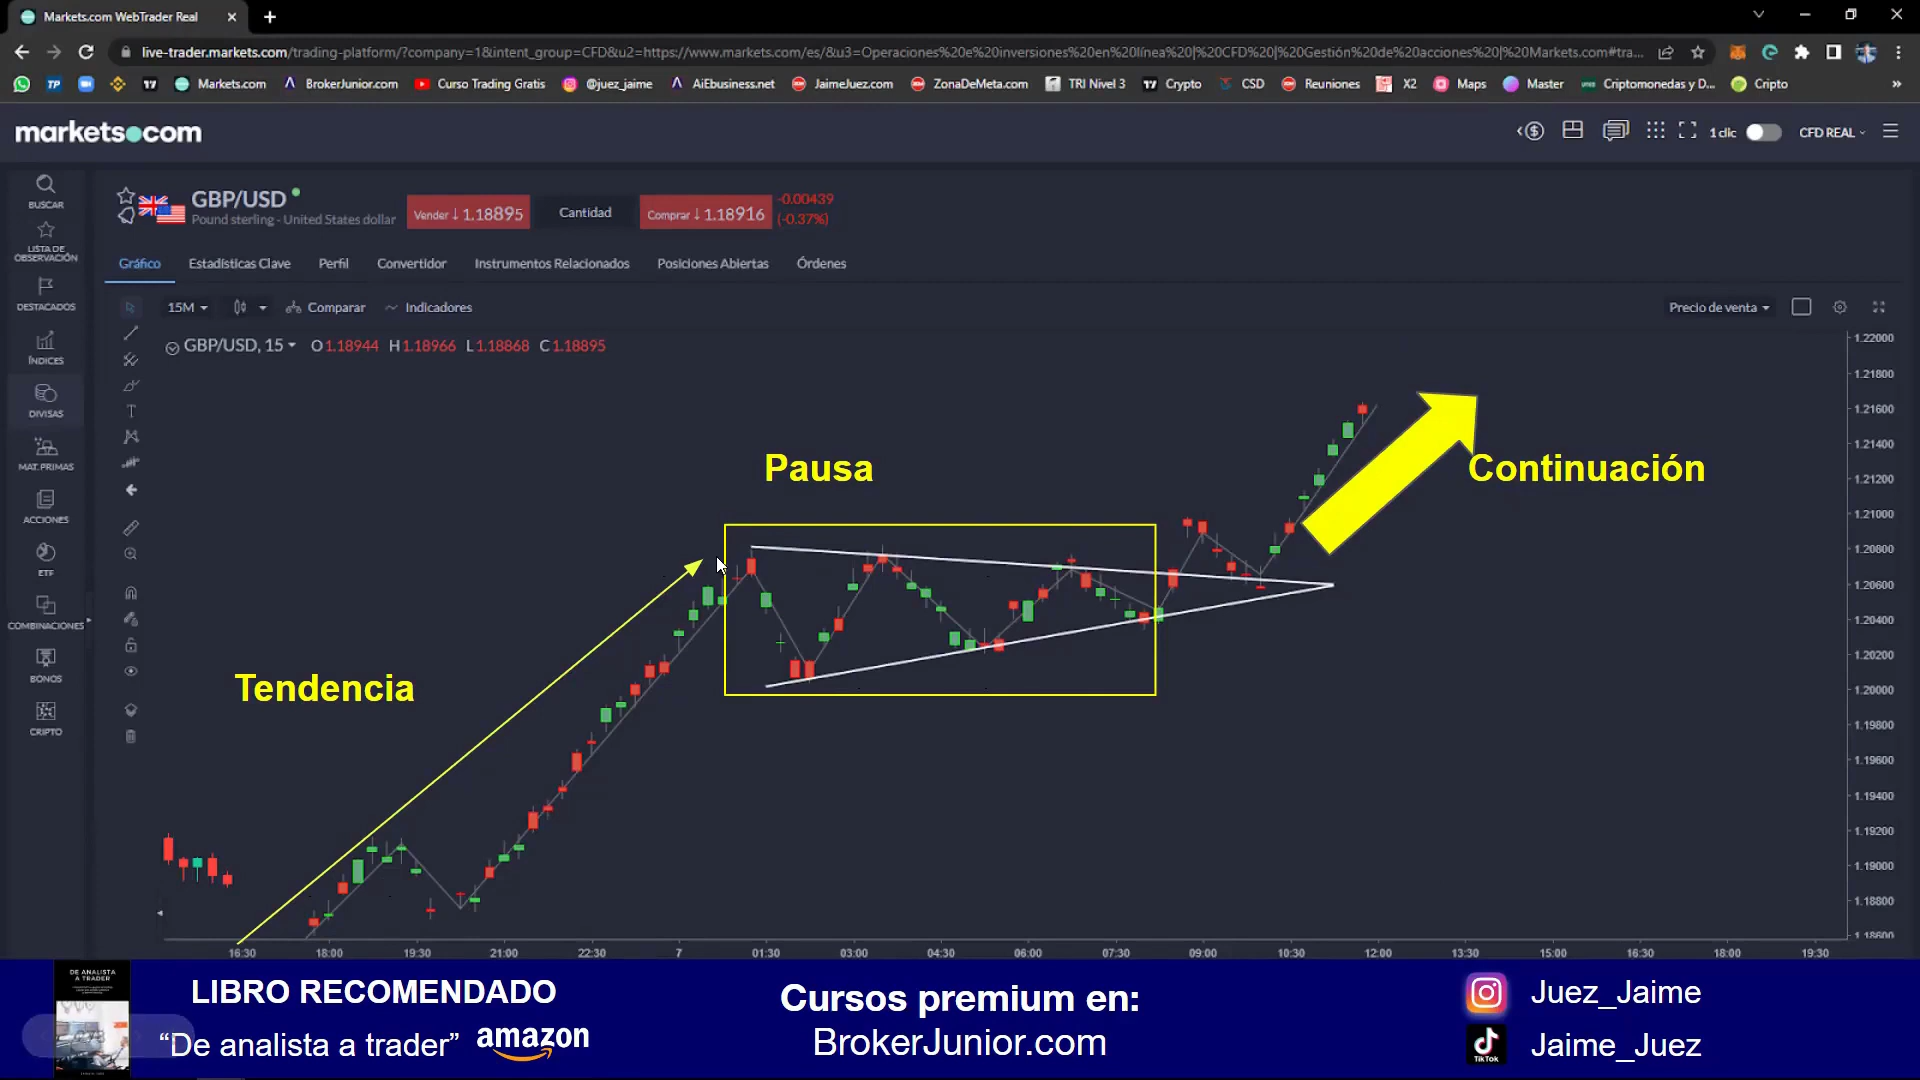 Markets.com WebTrader Real
live-trader.markets.com/trading-platform/?company=1&intent_group=CFD&u2=https://www.markets.com/es/&u3=Operaciones%20e%20inversiones%20en%20línea%20|%20CFD%20|%20Gestión%20de%20acciones%20|%20Markets.com#tra...
Markets.com BrokerJunior.com Curso Trading Gratis @juez_jaime AiEbusiness.net JaimeJuez.com ZonaDeMeta.com TRI Nivel 3 Crypto CSD Reuniones X2 Maps Master Criptomonedas y D... Cripto
markets.com
1 clic CFD REAL
BUSCAR
LISTA DE
OBSERVACIÓN
DESTACADOS
ÍNDICES
DIVISAS
MAT. PRIMAS
ACCIONES
ETF
COMBINACIONES
BONOS
CRIPTO
GBP/USD
Pound sterling - United States dollar
Vender ↓ 1.18895 Cantidad Comprar ↓ 1.18916
-0.00439
(-0.37%)
Gráfico Estadísticas Clave Perfil Convertidor Instrumentos Relacionados Posiciones Abiertas Órdenes
15M Comparar Indicadores Precio de venta
GBP/USD, 15 O1.18944 H1.18966 L1.18868 C1.18895
Pausa
Continuación
Tendencia
1.22000
1.21800
1.21600
1.21400
1.21200
1.21000
1.20800
1.20600
1.20400
1.20200
1.20000
1.19800
1.19600
1.19400
1.19200
1.19000
1.18800
1.18600
16:30 18:00 19:30 21:00 22:30 7 01:30 03:00 04:30 06:00 07:30 09:00 10:30 12:00 13:30 15:00 16:30 18:00 19:30
DE ANALISTA
A TRADER
LIBRO RECOMENDADO
“De analista a trader” amazon
Cursos premium en:
BrokerJunior.com
Juez_Jaime
TikTok
Jaime_Juez